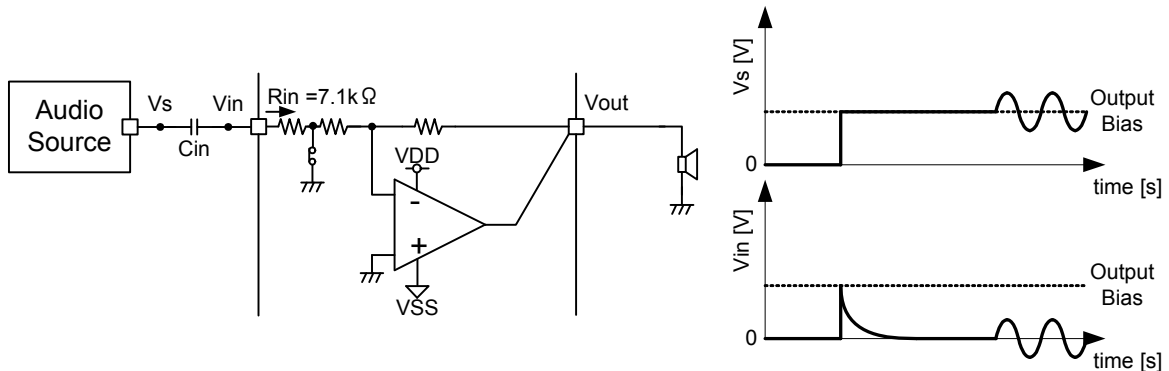 Audio
Source
Vs
Cin
Vin
Rin =7.1kΩ
VDD
-
+
VSS
Vout
Vs [V]
0
Output
Bias
time [s]
Vin [V]
Output
Bias
0
time [s]